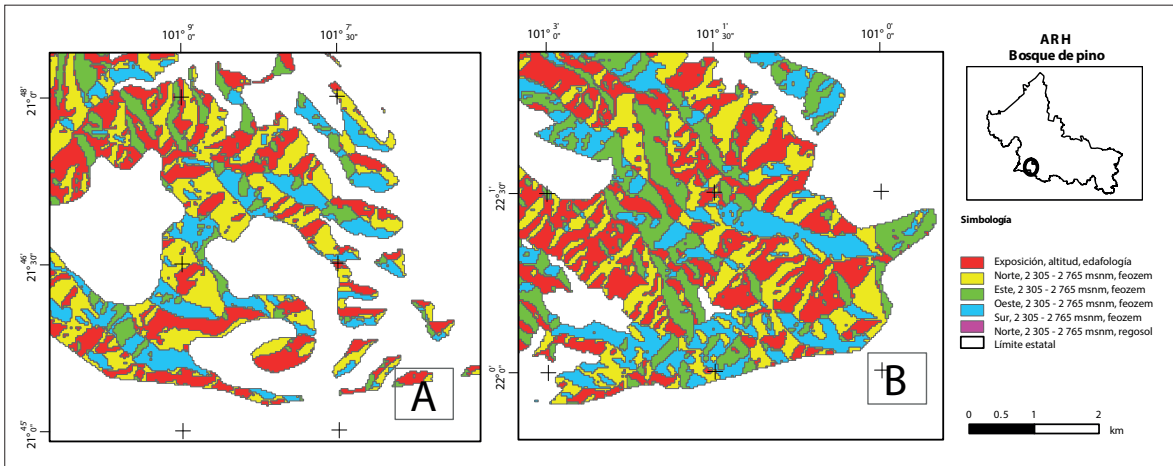 101° 9' 0"
101° 7' 30"
21° 48' 0"
21° 46' 30"
21° 45' 0"
A
101° 3' 0"
101° 1' 30"
101° 0' 0"
22° 1' 30"
22° 0' 0"
B
ARH
Bosque de pino
Simbología
Exposición, altitud, edafología
Norte, 2 305 - 2 765 msnm, feozem
Este, 2 305 - 2 765 msnm, feozem
Oeste, 2 305 - 2 765 msnm, feozem
Sur, 2 305 - 2 765 msnm, feozem
Norte, 2 305 - 2 765 msnm, regosol
Límite estatal
0 0.5 1 2
km